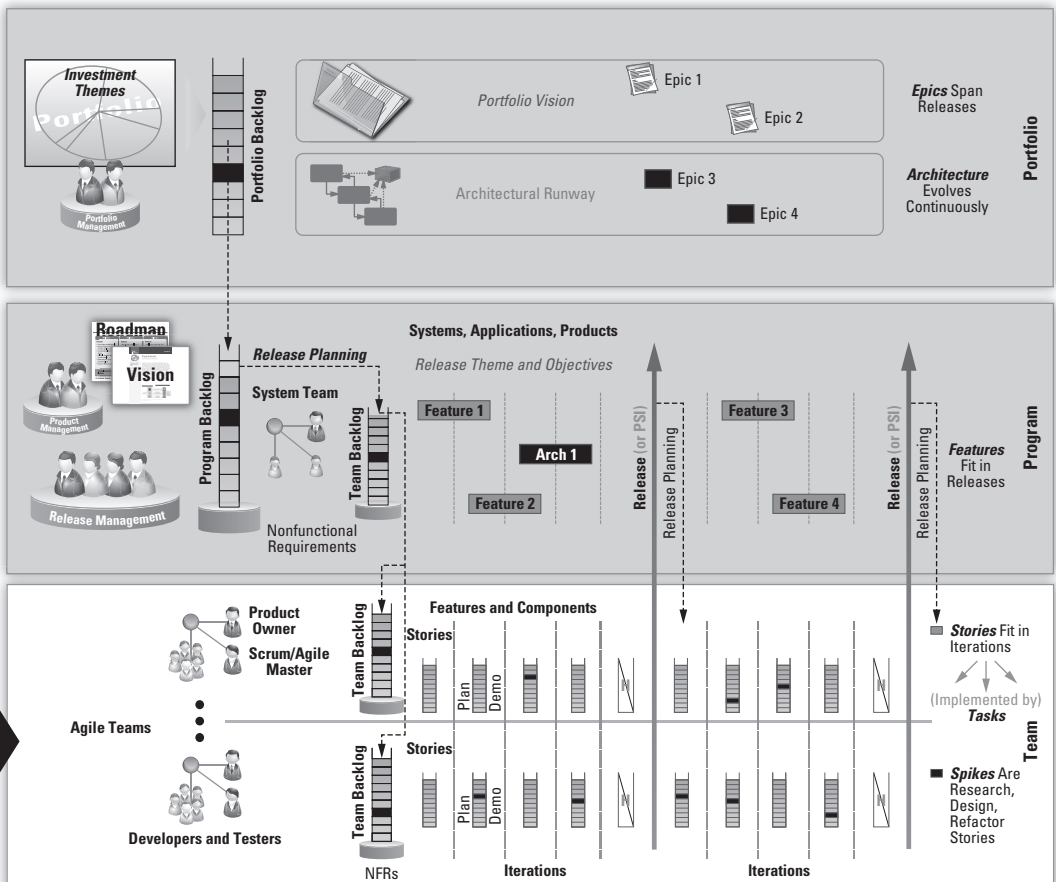 Investment
Themes
Portfolio
Portfolio
Management
Portfolio Backlog
Portfolio Vision
Epic 1
Epic 2
Epics Span
Releases
Architectural Runway
Epic 3
Epic 4
Architecture
Evolves
Continuously
Portfolio
Roadmap
Vision
Product
Management
Release Management
Program Backlog
Release Planning
System Team
Team Backlog
Nonfunctional
Requirements
Systems, Applications, Products
Release Theme and Objectives
Feature 1
Arch 1
Feature 2
Release (or PSI)
Release Planning
Feature 3
Feature 4
Release (or PSI)
Release Planning
Features
Fit in
Releases
Program
Product
Owner
Scrum/Agile
Master
Agile Teams
Developers and Testers
Team Backlog
Features and Components
Stories
Plan
Demo
H
H
Stories Fit in
Iterations
(Implemented by)
Tasks
Team
Team Backlog
NFRs
Stories
Plan
Demo
H
H
Iterations
Iterations
Spikes Are
Research,
Design,
Refactor
Stories